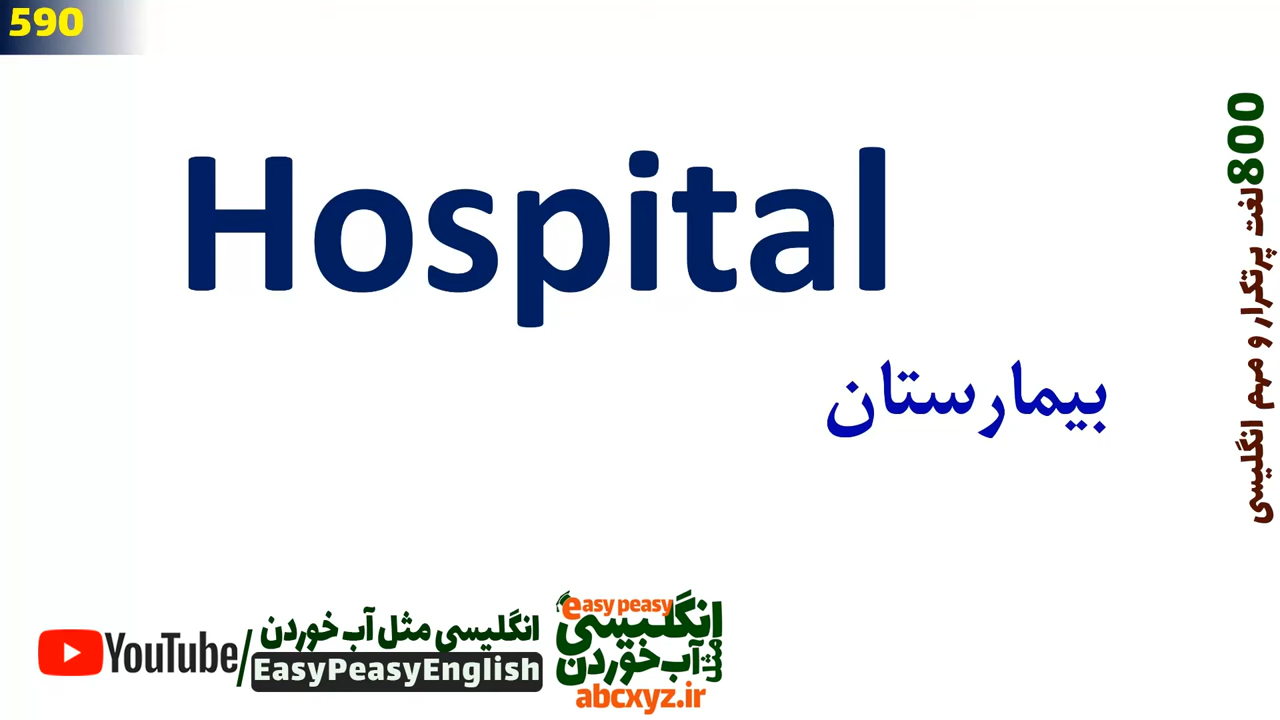 590
Hospital
بیمارستان
800 لغت پرتکرار و مهم انگلیسی
YouTube/انگلیسی مثل آب خوردن
EasyPeasyEnglish
easy peasy
انگلیسی
مثل
آب خوردن
abcxyz.ir